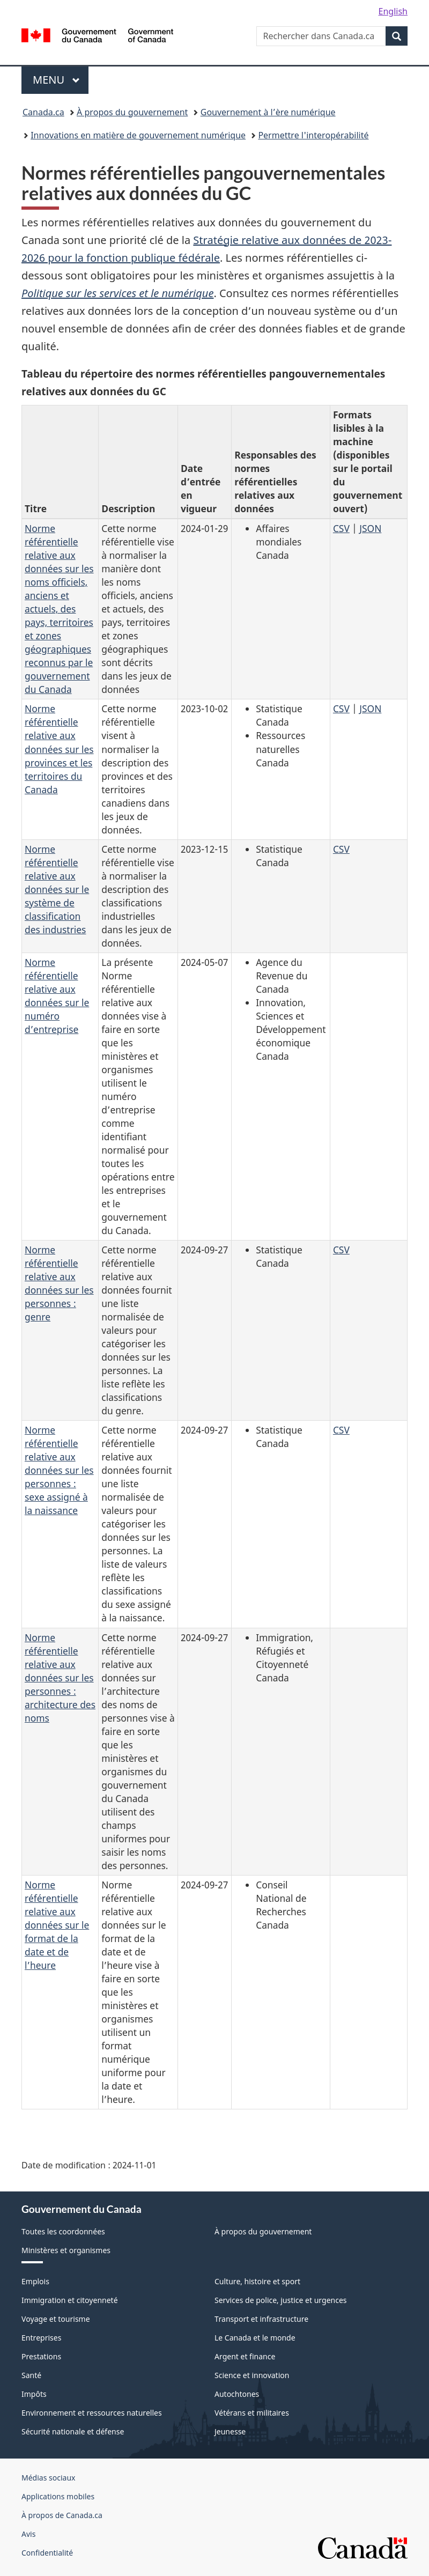 English
Gouvernement
du Canada
Government
of Canada
Rechercher dans Canada.ca
MENU
Canada.ca
À propos du gouvernement
Gouvernement à l'ère numérique
Innovations en matière de gouvernement numérique
Permettre l'interopérabilité
Normes référentielles pangouvernementales
relatives aux données du GC
Les normes référentielles relatives aux données du gouvernement du
Canada sont une priorité clé de la Stratégie relative aux données de 2023-
2026 pour la fonction publique fédérale. Les normes référentielles ci-
dessous sont obligatoires pour les ministères et organismes assujettis à la
Politique sur les services et le numérique. Consultez ces normes référentielles
relatives aux données lors de la conception d'un nouveau système ou d'un
nouvel ensemble de données afin de créer des données fiables et de grande
qualité.
Tableau du répertoire des normes référentielles pangouvernementales
relatives aux données du GC
Titre
Description
Date
d'entrée
en
vigueur
Responsables des
normes
référentielles
relatives aux
données
Formats
lisibles à la
machine
(disponibles
sur le portail
du
gouvernement
ouvert)
Norme
référentielle
relative aux
données sur les
noms officiels,
anciens et
actuels, des
pays, territoires
et zones
géographiques
reconnus par le
gouvernement
du Canada
Cette norme
référentielle vise
à normaliser la
manière dont
les noms
officiels, anciens
et actuels, des
pays, territoires
et zones
géographiques
sont décrits
dans les jeux de
données
2024-01-29
• Affaires
mondiales
Canada
CSV | JSON
Norme
référentielle
relative aux
données sur les
provinces et les
territoires du
Canada
Cette norme
référentielle
visent à
normaliser la
description des
provinces et des
territoires
canadiens dans
les jeux de
données.
2023-10-02
• Statistique
Canada
• Ressources
naturelles
Canada
CSV | JSON
Norme
référentielle
relative aux
données sur le
système de
classification
des industries
Cette norme
référentielle vise
à normaliser la
description des
classifications
industrielles
dans les jeux de
données.
2023-12-15
• Statistique
Canada
CSV
Norme
référentielle
relative aux
données sur le
numéro
d'entreprise
La présente
Norme
référentielle
relative aux
données vise à
faire en sorte
que les
ministères et
organismes
utilisent le
numéro
d'entreprise
comme
identifiant
normalisé pour
toutes les
opérations entre
les entreprises
et le
gouvernement
du Canada.
2024-05-07
• Agence du
Revenue du
Canada
• Innovation,
Sciences et
Développement
économique
Canada
Norme
référentielle
relative aux
données sur les
personnes :
genre
Cette norme
référentielle
relative aux
données fournit
une liste
normalisée de
valeurs pour
catégoriser les
données sur les
personnes. La
liste reflète les
classifications
du genre.
2024-09-27
• Statistique
Canada
CSV
Norme
référentielle
relative aux
données sur les
personnes :
sexe assigné à
la naissance
Cette norme
référentielle
relative aux
données fournit
une liste
normalisée de
valeurs pour
catégoriser les
données sur les
personnes. La
liste de valeurs
reflète les
classifications
du sexe assigné
à la naissance.
2024-09-27
• Statistique
Canada
CSV
Norme
référentielle
relative aux
données sur les
personnes :
architecture des
noms
Cette norme
référentielle
relative aux
données sur
l'architecture
des noms de
personnes vise à
faire en sorte
que les
ministères et
organismes du
gouvernement
du Canada
utilisent des
champs
uniformes pour
saisir les noms
des personnes.
2024-09-27
• Immigration,
Réfugiés et
Citoyenneté
Canada
Norme
référentielle
relative aux
données sur le
format de la
date et de
l'heure
Norme
référentielle
relative aux
données sur le
format de la
date et de
l'heure vise à
faire en sorte
que les
ministères et
organismes
utilisent un
format
numérique
uniforme pour
la date et
l'heure.
2024-09-27
• Conseil
National de
Recherches
Canada
Date de modification : 2024-11-01
Gouvernement du Canada
Toutes les coordonnées
À propos du gouvernement
Ministères et organismes
Emplois
Culture, histoire et sport
Immigration et citoyenneté
Services de police, justice et urgences
Voyage et tourisme
Transport et infrastructure
Entreprises
Le Canada et le monde
Prestations
Argent et finance
Santé
Science et innovation
Impôts
Autochtones
Environnement et ressources naturelles
Vétérans et militaires
Sécurité nationale et défense
Jeunesse
Médias sociaux
Applications mobiles
À propos de Canada.ca
Avis
Confidentialité
Canada